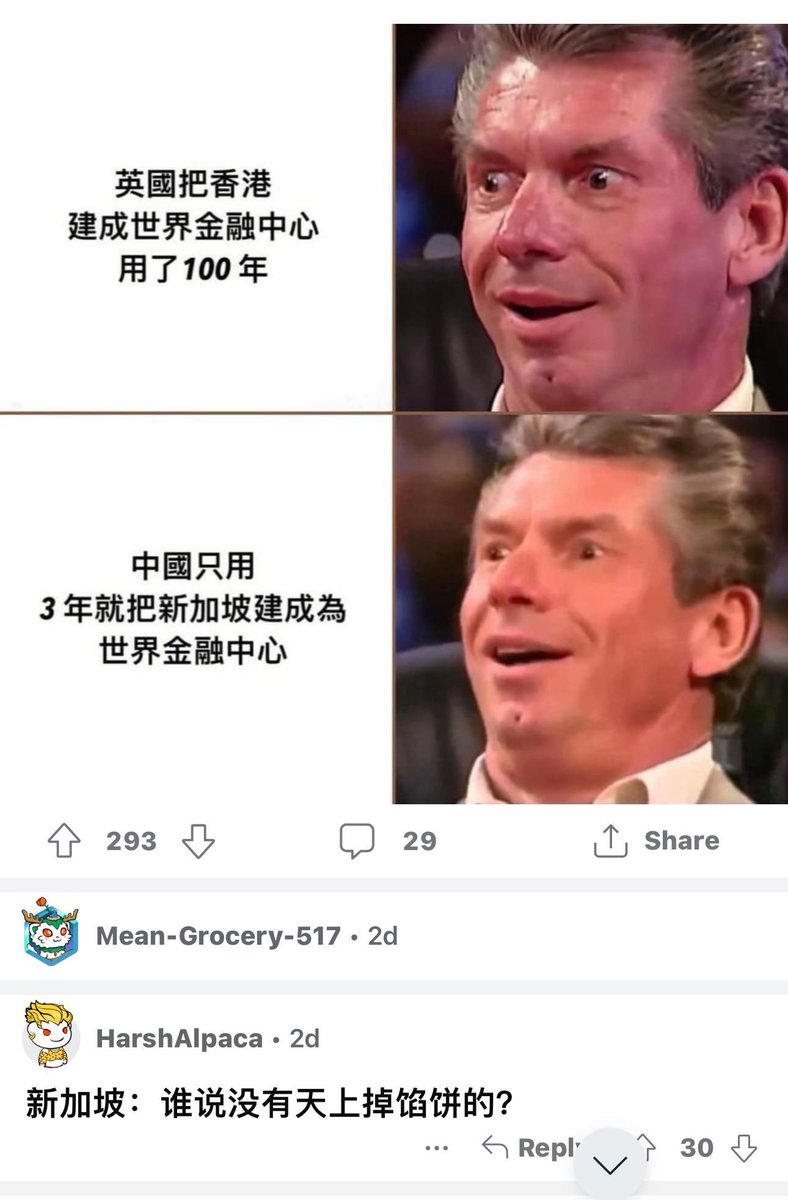 英國把香港
建成世界金融中心
用了100 年
中國只用
3 年就把新加坡建成為
世界金融中心
293
29
Share
Mean-Grocery-517 • 2d
HarshAlpaca • 2d
新加坡：谁说没有天上掉馅饼的?
... Reply 30